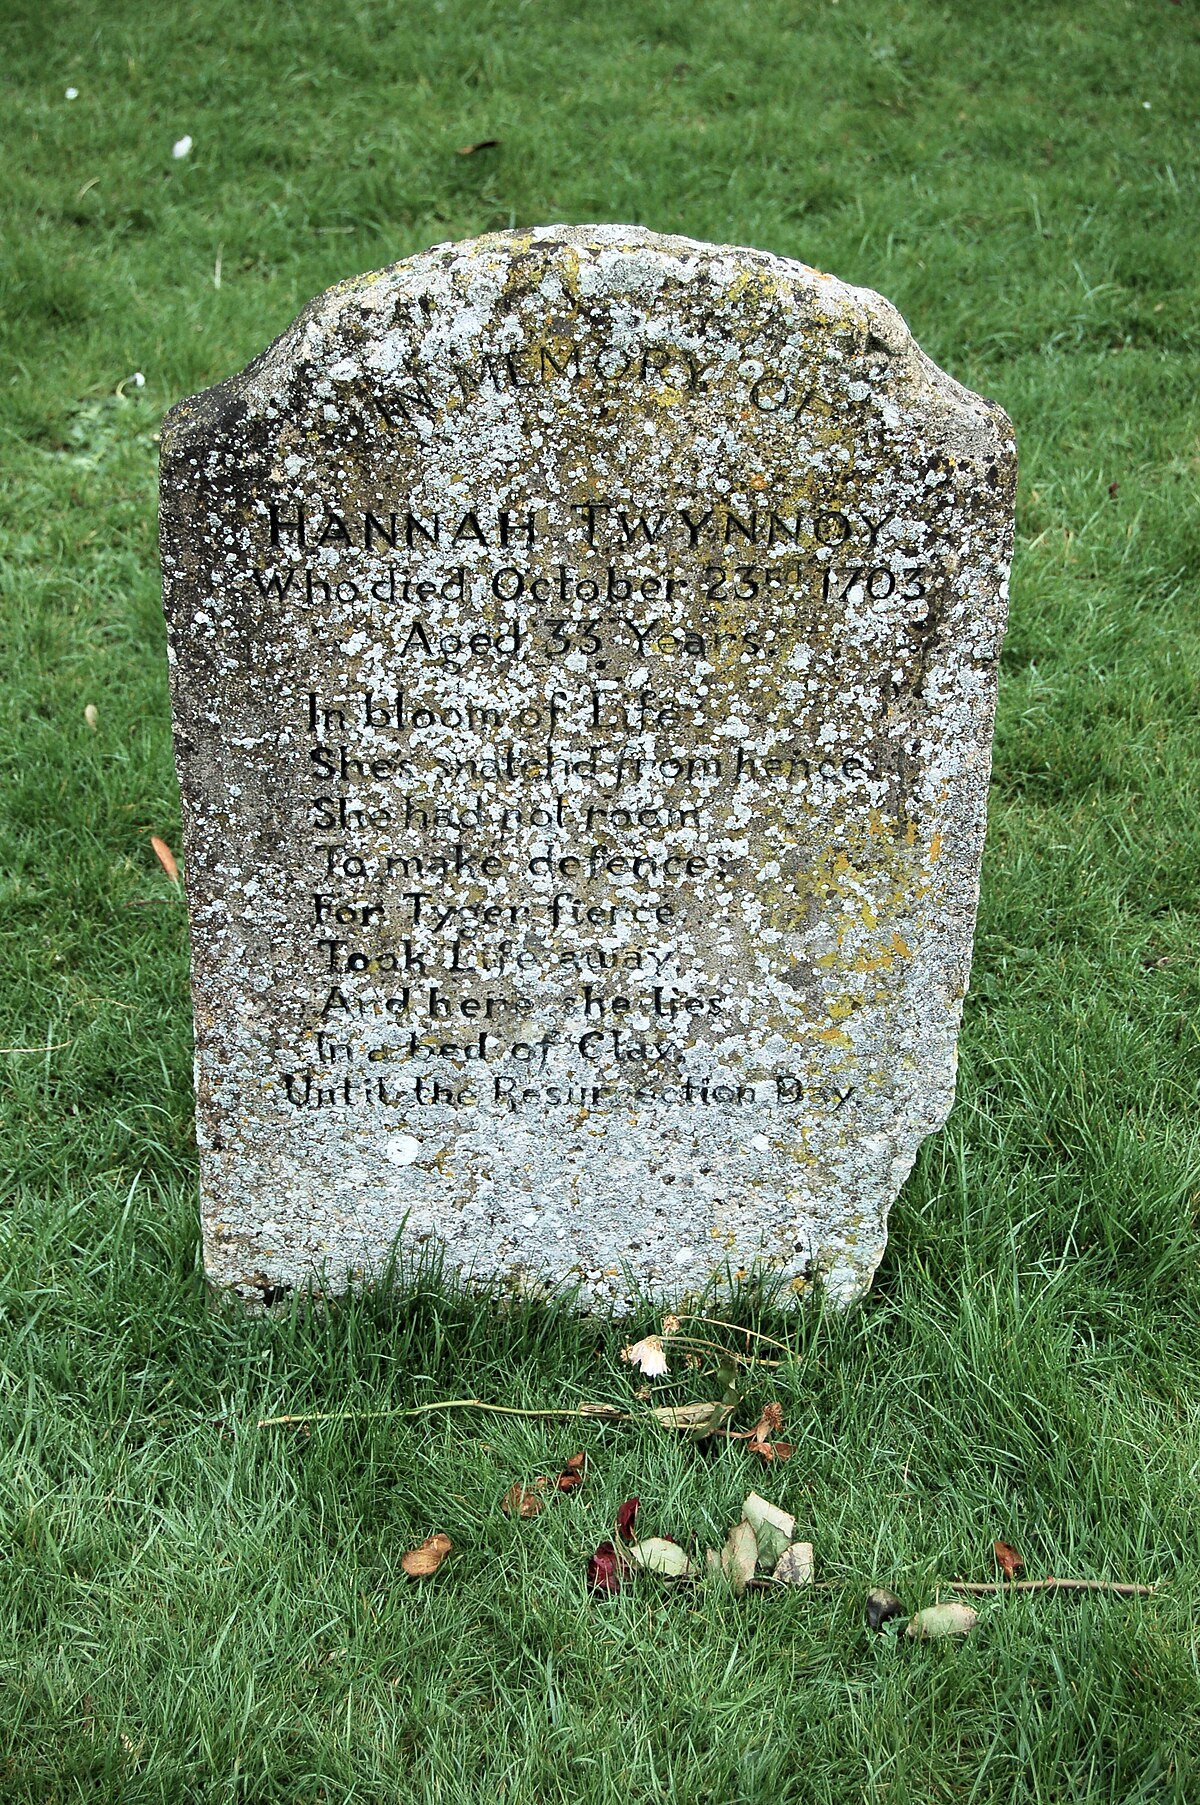 IN MEMORY OF
HANNAH TWYNNOY
Who died October 23rd 1703
Aged 33 Years.
In bloom of Life
She's snatchd from hence,
She had not room
To make defence;
For Tyger fierce
Took Life away.
And here she lies
In a bed of Clay,
Until the Resurrection Day.